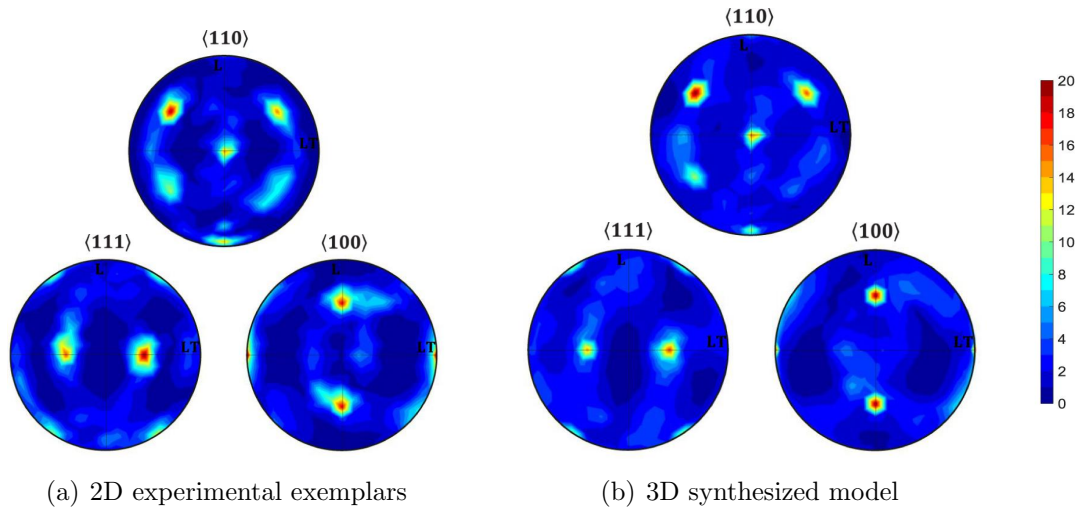 ⟨110⟩
L
LT
⟨111⟩
L
LT
⟨100⟩
L
LT
(a) 2D experimental exemplars
⟨110⟩
L
LT
⟨111⟩
L
LT
⟨100⟩
L
LT
(b) 3D synthesized model
20
18
16
14
12
10
8
6
4
2
0